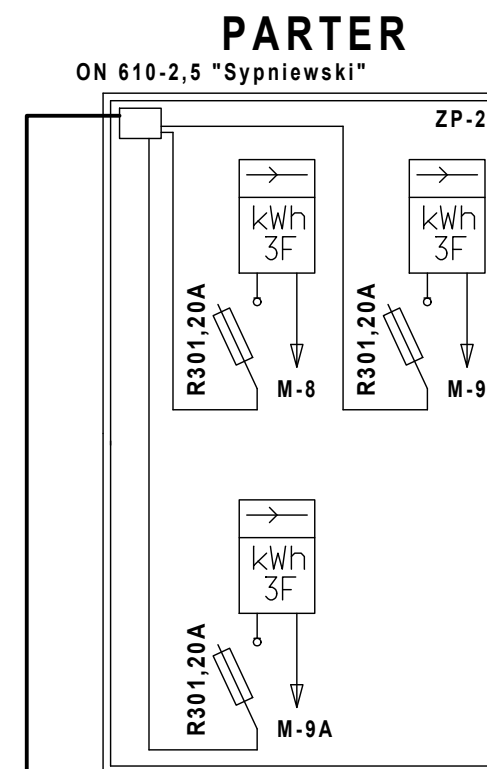 PARTER
ON 610-2,5 "Sypniewski"
ZP-2
kWh
3F
R301,20A
M-8
kWh
3F
R301,20A
M-9
kWh
3F
R301,20A
M-9A